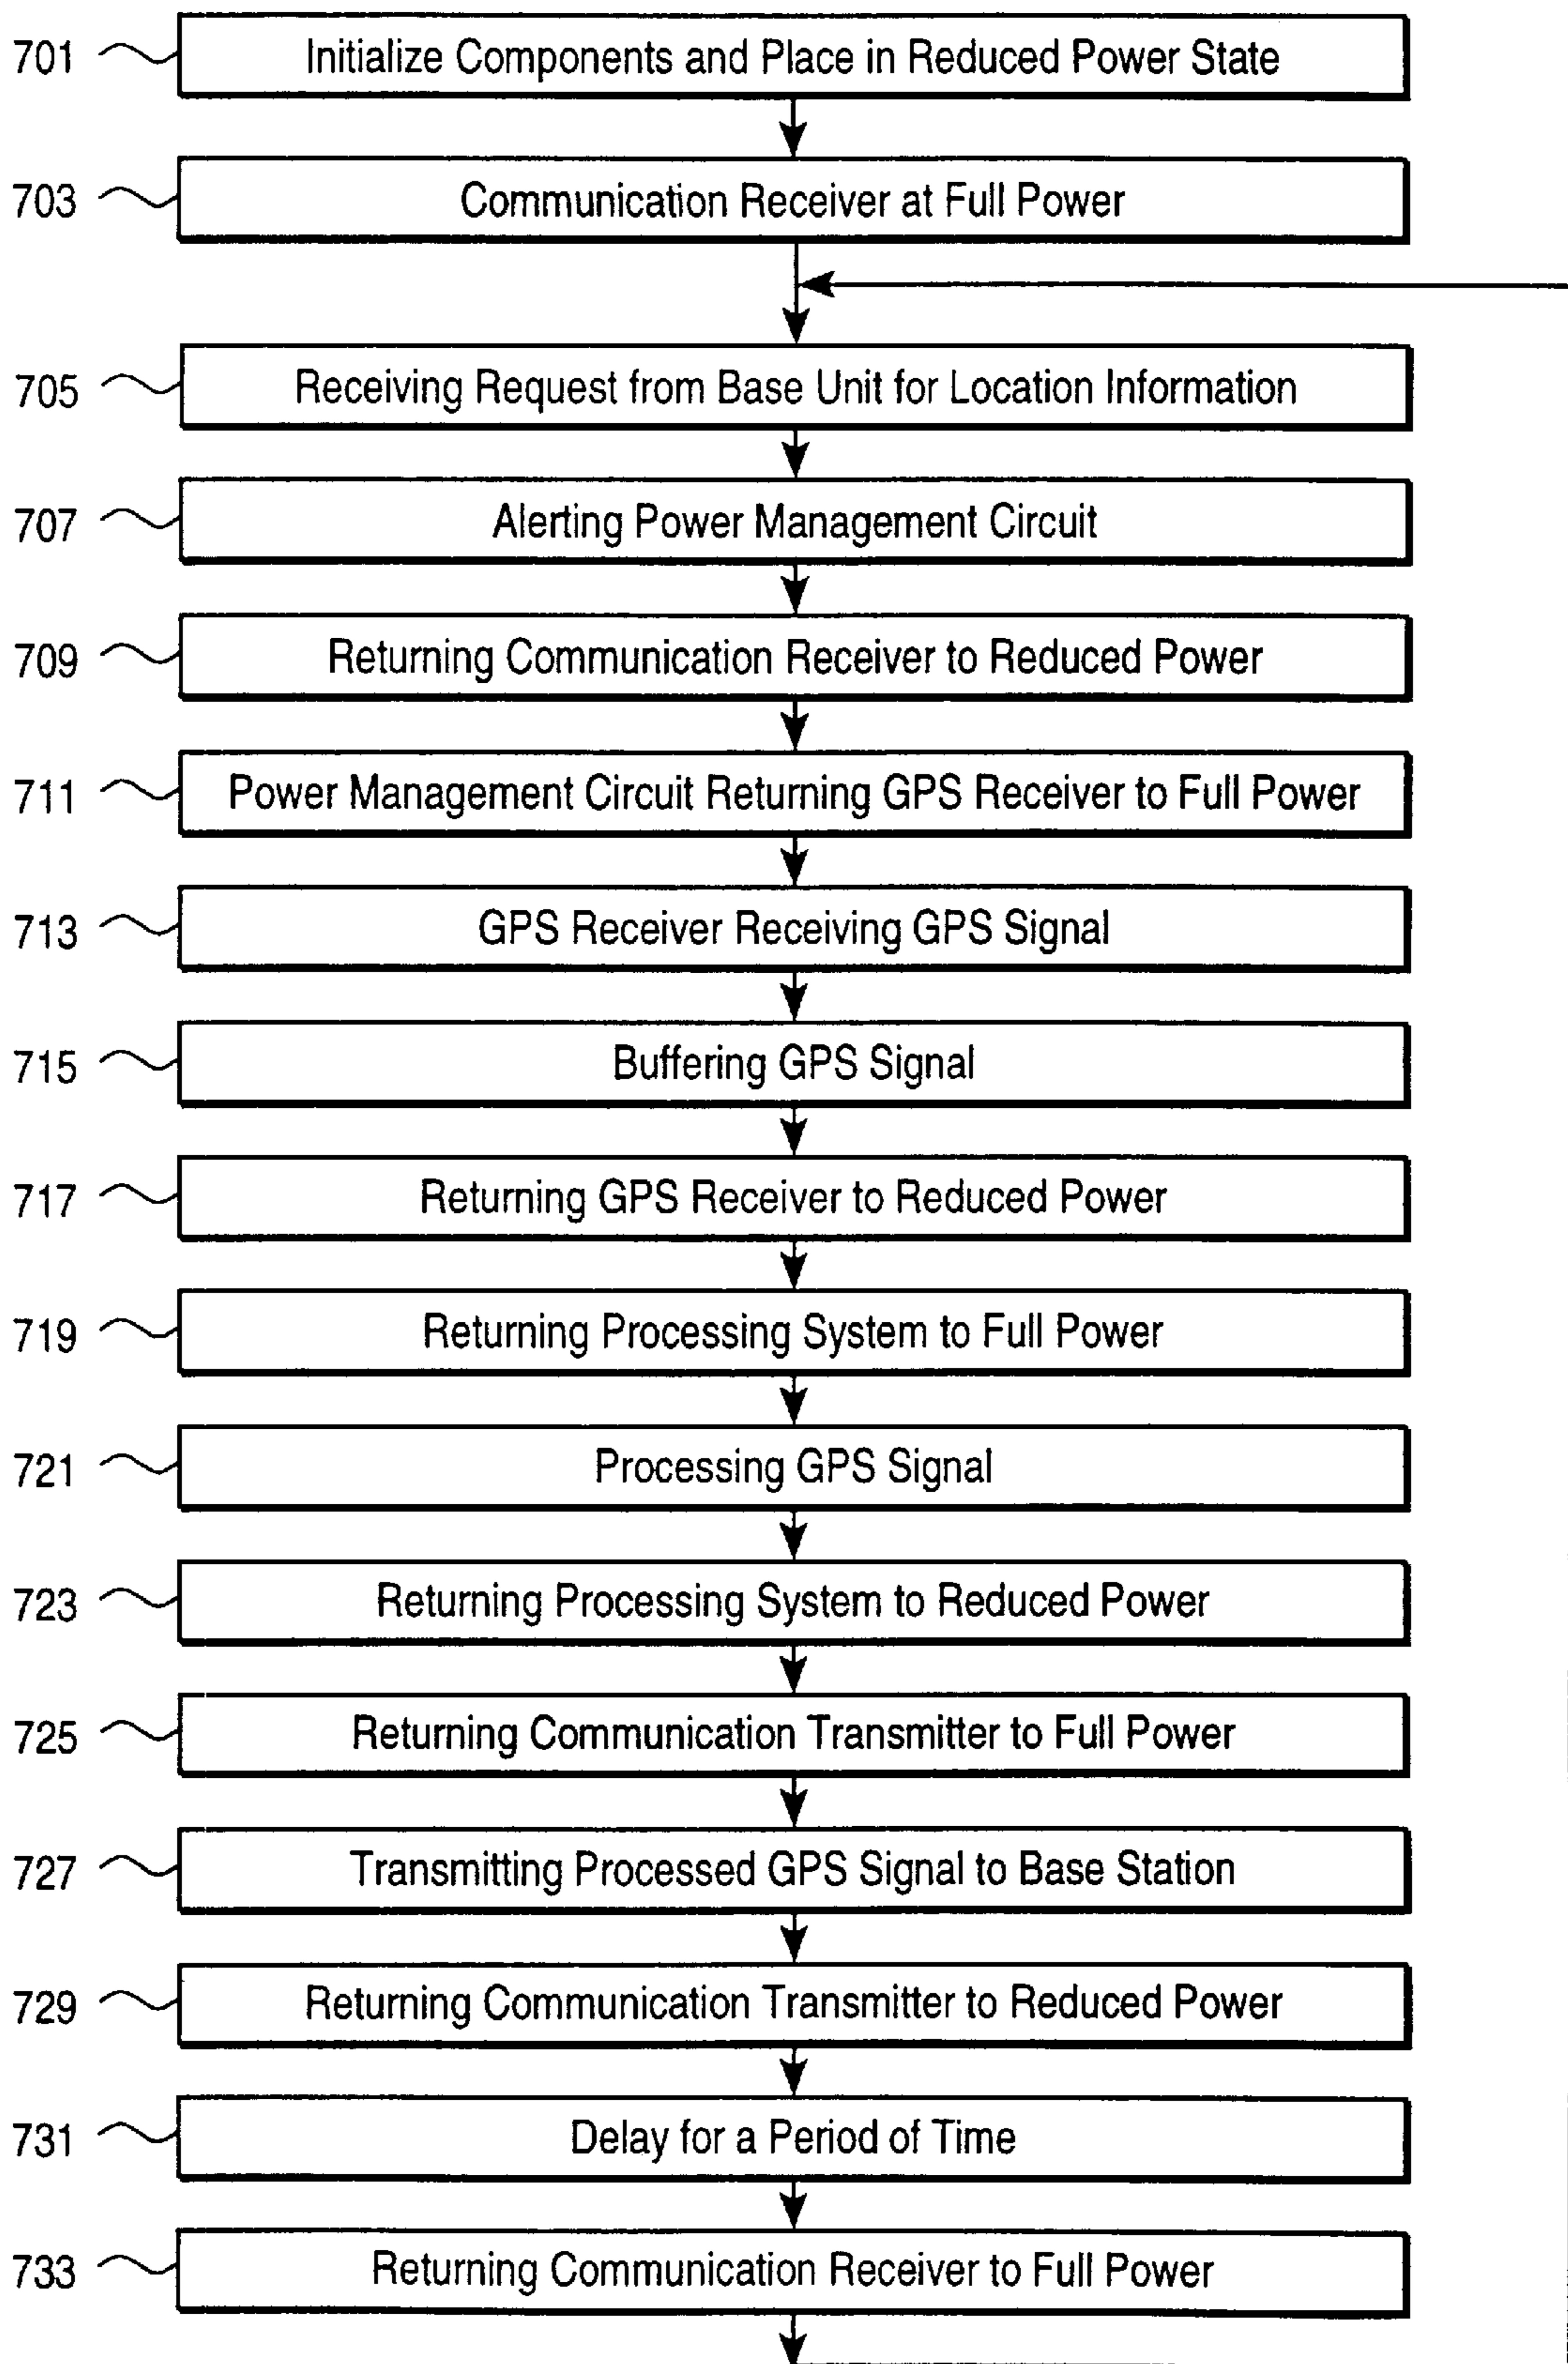 701 Initialize Components and Place in Reduced Power State
703 Communication Receiver at Full Power
705 Receiving Request from Base Unit for Location Information
707 Alerting Power Management Circuit
709 Returning Communication Receiver to Reduced Power
711 Power Management Circuit Returning GPS Receiver to Full Power
713 GPS Receiver Receiving GPS Signal
715 Buffering GPS Signal
717 Returning GPS Receiver to Reduced Power
719 Returning Processing System to Full Power
721 Processing GPS Signal
723 Returning Processing System to Reduced Power
725 Returning Communication Transmitter to Full Power
727 Transmitting Processed GPS Signal to Base Station
729 Returning Communication Transmitter to Reduced Power
731 Delay for a Period of Time
733 Returning Communication Receiver to Full Power